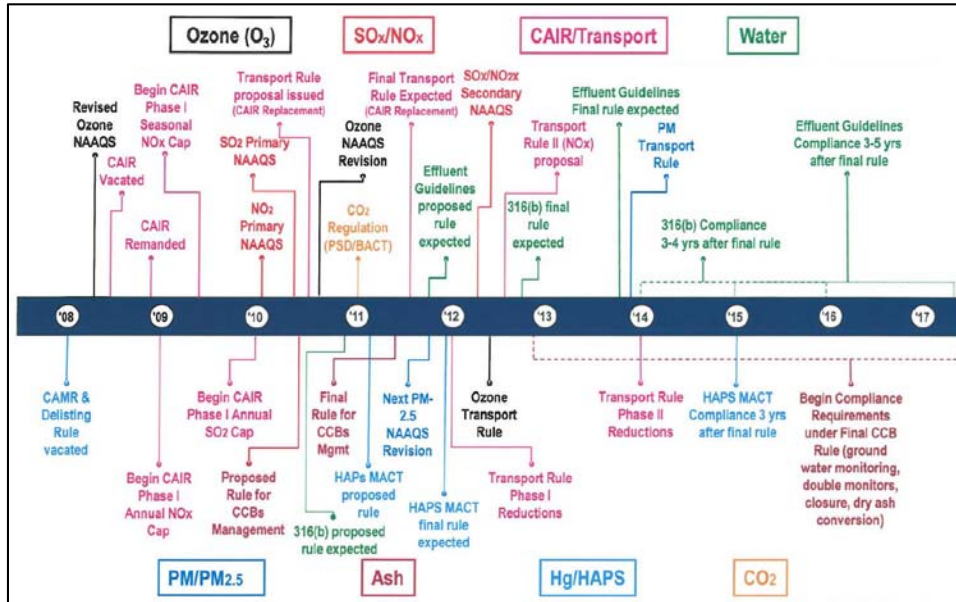 Ozone (O3)
SOx/NOx
CAIR/Transport
Water
Revised
Ozone
NAAQS
CAIR
Vacated
Begin CAIR
Phase I
Seasonal
NOx Cap
CAIR
Remanded
Transport Rule
proposal issued
(CAIR Replacement)
SO2 Primary
NAAQS
NO2
Primary
NAAQS
Ozone
NAAQS
Revision
CO2
Regulation
(PSD/BACT)
Final Transport
Rule Expected
(CAIR Replacement)
Effluent
Guidelines
proposed
rule
expected
SOx/NO2x
Secondary
NAAQS
Transport
Rule II (NOx)
proposal
316(b) final
rule
expected
Effluent Guidelines
Final rule expected
PM
Transport
Rule
316(b) Compliance
3-4 yrs after final rule
Effluent Guidelines
Compliance 3-5 yrs
after final rule
'08 '09 '10 '11 '12 '13 '14 '15 '16 '17
CAMR &
Delisting
Rule
vacated
Begin CAIR
Phase I
Annual NOx
Cap
Begin CAIR
Phase I Annual
SO2 Cap
Proposed
Rule for
CCBs
Management
316(b) proposed
rule expected
Final
Rule for
CCBs
Mgmt
HAPs MACT
proposed
rule
Next PM-
2.5
NAAQS
Revision
HAPS MACT
final rule
expected
Ozone
Transport
Rule
Transport Rule
Phase I
Reductions
Transport Rule
Phase II
Reductions
HAPS MACT
Compliance 3 yrs
after final rule
Begin Compliance
Requirements
under Final CCB
Rule (ground
water monitoring,
double monitors,
closure, dry ash
conversion)
PM/PM2.5
Ash
Hg/HAPS
CO2